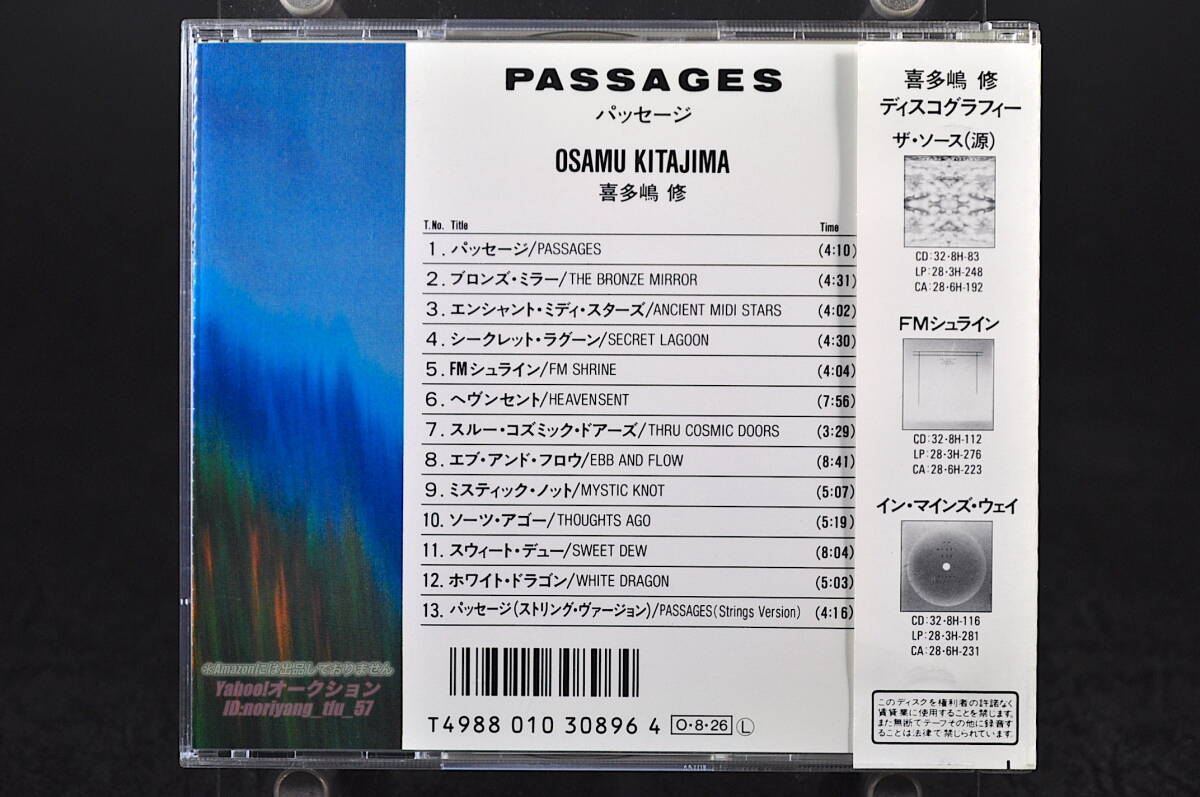 PASSAGES
パッセージ
OSAMU KITAJIMA
喜多嶋 修
T.No. Title Time
1. パッセージ/PASSAGES (4:10)
2. ブロンズ・ミラー/THE BRONZE MIRROR (4:31)
3. エンシャント・ミディ・スターズ/ANCIENT MIDI STARS (4:02)
4. シークレット・ラグーン/SECRET LAGOON (4:30)
5. FMシュライン/FM SHRINE (4:04)
6. ヘヴンセント/HEAVENSENT (7:56)
7. スルー・コズミック・ドアーズ/THRU COSMIC DOORS (3:29)
8. エブ・アンド・フロウ/EBB AND FLOW (8:41)
9. ミスティック・ノット/MYSTIC KNOT (5:07)
10. ソーツ・アゴー/THOUGHTS AGO (5:19)
11. スウィート・デュー/SWEET DEW (8:04)
12. ホワイト・ドラゴン/WHITE DRAGON (5:03)
13. パッセージ(ストリング・ヴァージョン)/PASSAGES(Strings Version) (4:16)
T4988 010 30896 4 O・8・26 L
喜多嶋 修
ディスコグラフィー
ザ・ソース(源)
CD:32・8H-83
LP:28・3H-248
CA:28・6H-192
FMシュライン
CD:32・8H-112
LP:28・3H-276
CA:28・6H-223
イン・マインズ・ウェイ
CD:32・8H-116
LP:28・3H-281
CA:28・6H-231
このディスクを権利者の許諾なく
賃貸業に使用することを禁じます。
また無断でテープその他に録音す
ることは法律で禁じられています。
※Amazonには出品しておりません
Yahoo!オークション
ID:noriyang_tfu_57